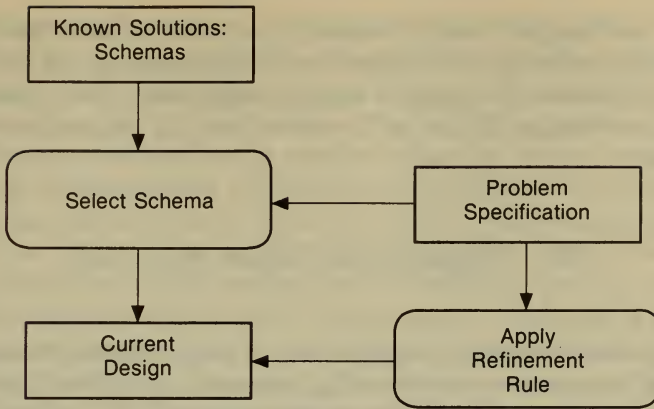 Known Solutions:
Schemas
Select Schema
Problem
Specification
Current
Design
Apply
Refinement
Rule